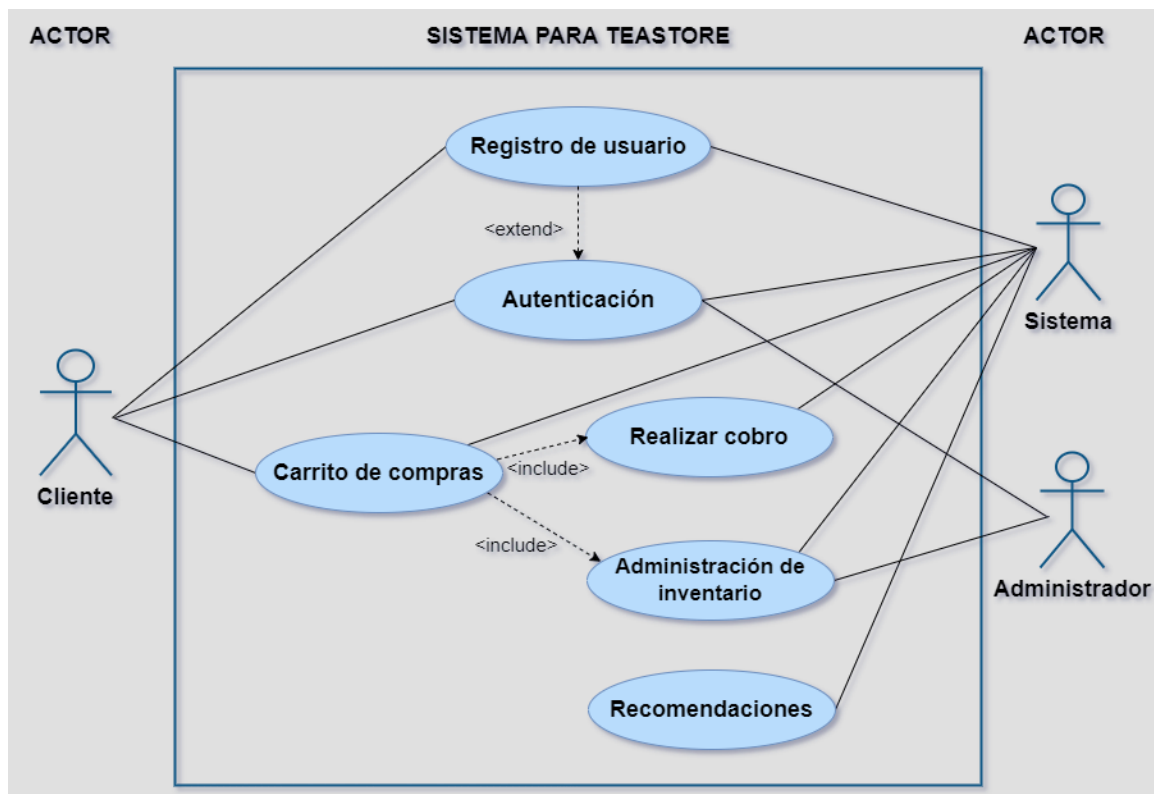 ACTOR
SISTEMA PARA TEASTORE
ACTOR
Registro de usuario
<extend>
Autenticación
Sistema
Realizar cobro
Carrito de compras
<include>
Cliente
<include>
Administración de
inventario
Administrador
Recomendaciones